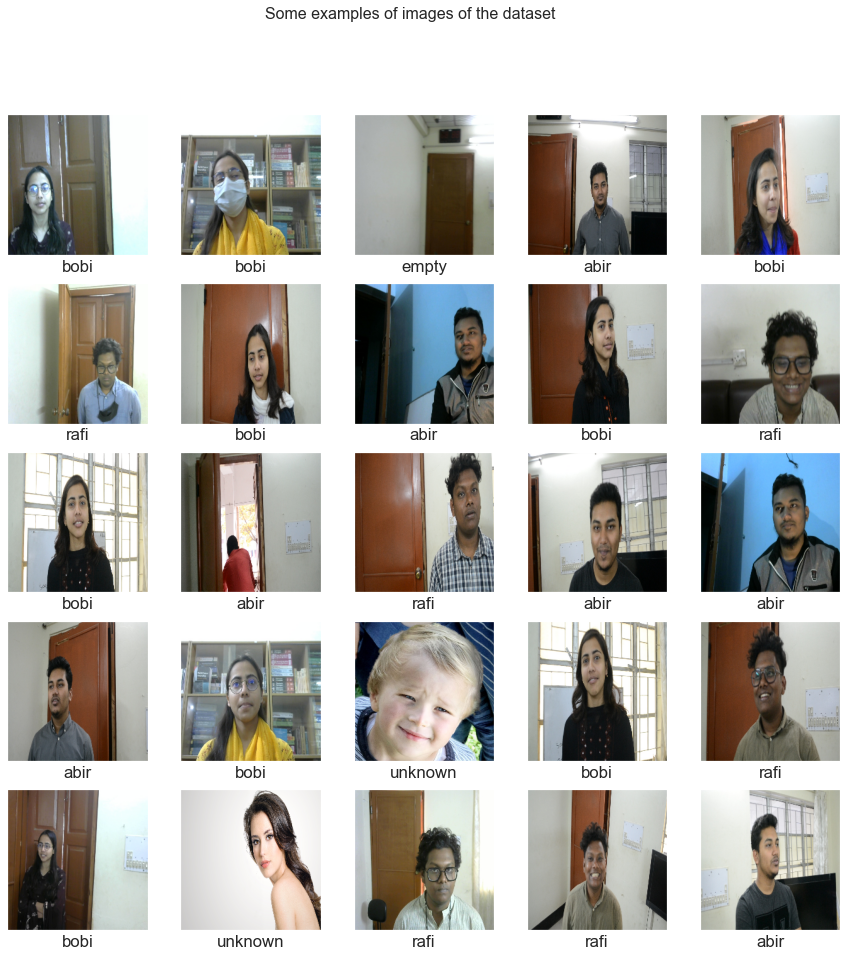 Some examples of images of the dataset
bobi bobi empty abir bobi
rafi bobi abir bobi rafi
bobi abir rafi abir abir
abir bobi unknown bobi rafi
bobi unknown rafi rafi abir